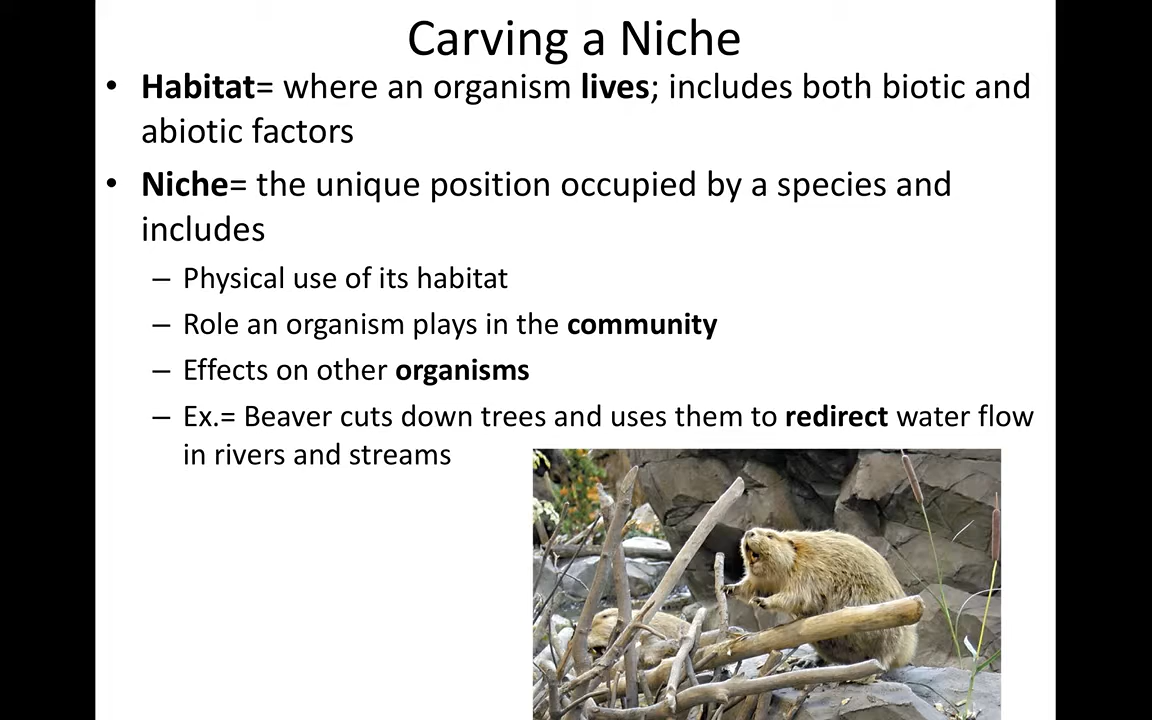 Carving a Niche
• Habitat= where an organism lives; includes both biotic and
abiotic factors
• Niche= the unique position occupied by a species and
includes
– Physical use of its habitat
– Role an organism plays in the community
– Effects on other organisms
– Ex.= Beaver cuts down trees and uses them to redirect water flow
in rivers and streams